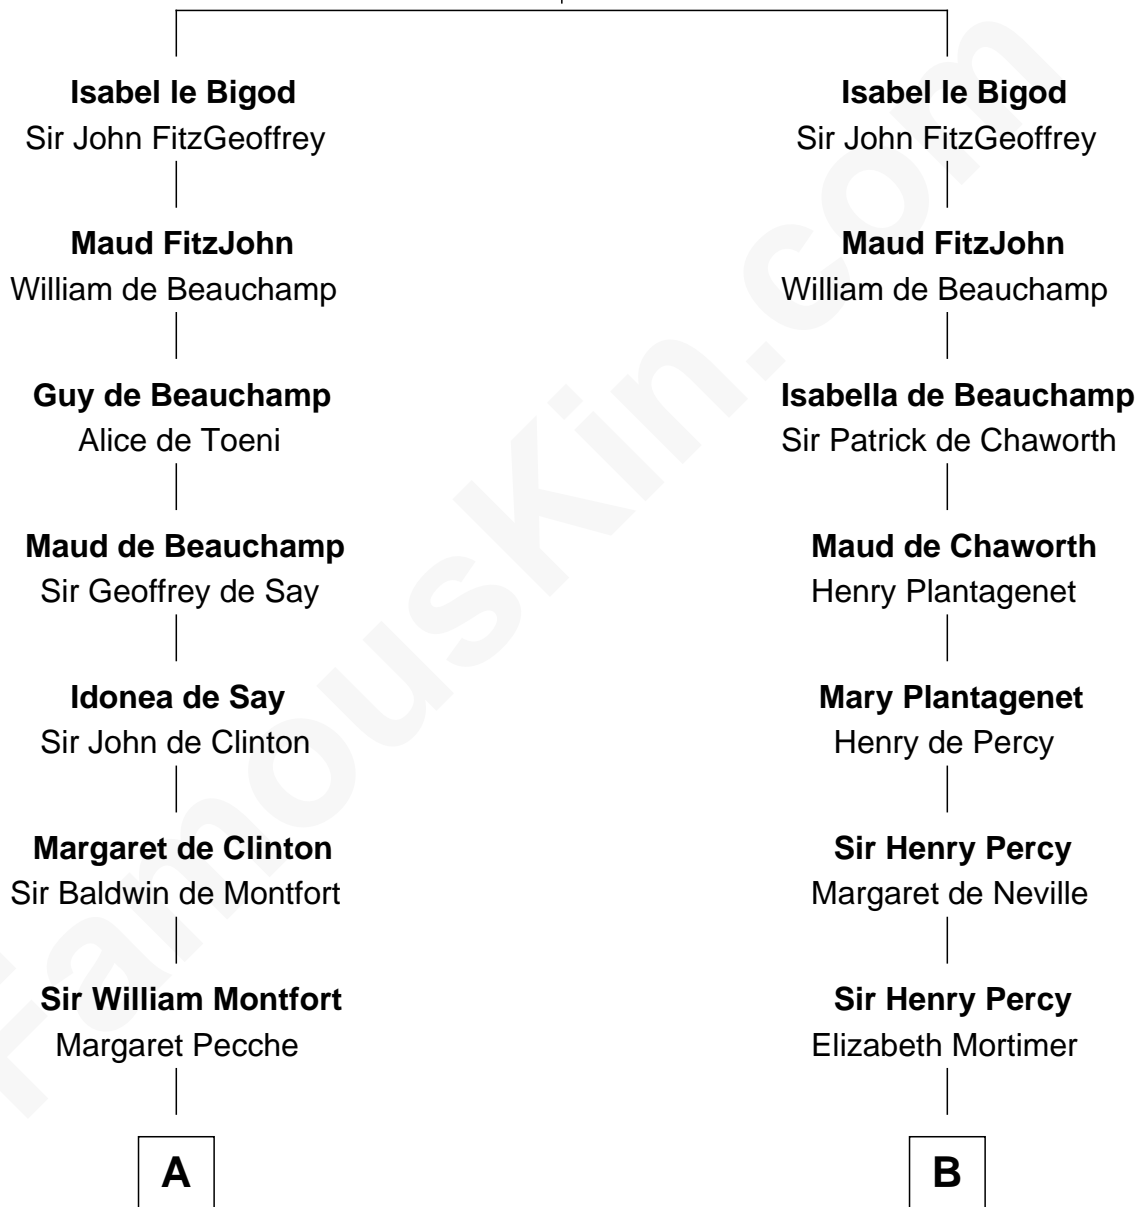 Isabel le Bigod
Sir John FitzGeoffrey
Maud FitzJohn
William de Beauchamp
Guy de Beauchamp
Alice de Toeni
Maud de Beauchamp
Sir Geoffrey de Say
Idonea de Say
Sir John de Clinton
Margaret de Clinton
Sir Baldwin de Montfort
Sir William Montfort
Margaret Pecche
A
Isabel le Bigod
Sir John FitzGeoffrey
Maud FitzJohn
William de Beauchamp
Isabella de Beauchamp
Sir Patrick de Chaworth
Maud de Chaworth
Henry Plantagenet
Mary Plantagenet
Henry de Percy
Sir Henry Percy
Margaret de Neville
Sir Henry Percy
Elizabeth Mortimer
B
FamousKin.com